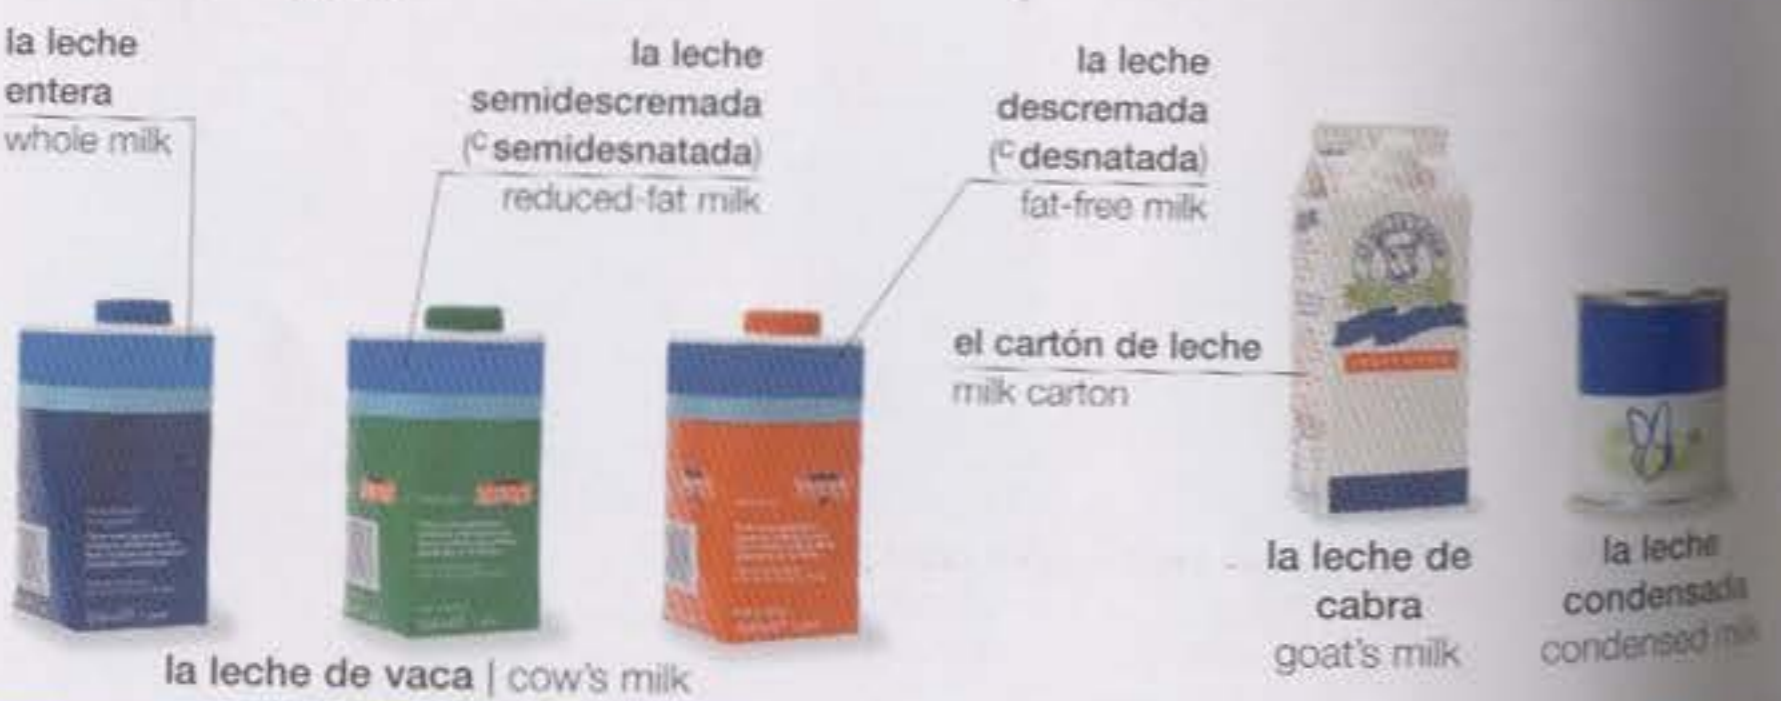 la leche
entera
whole milk
la leche
semidescremada
(C semidesnatada)
reduced-fat milk
la leche
descremada
(C desnatada)
fat-free milk
el cartón de leche
milk carton
la leche de vaca | cow's milk
la leche de
cabra
goat's milk
la leche
condensada
condensed milk